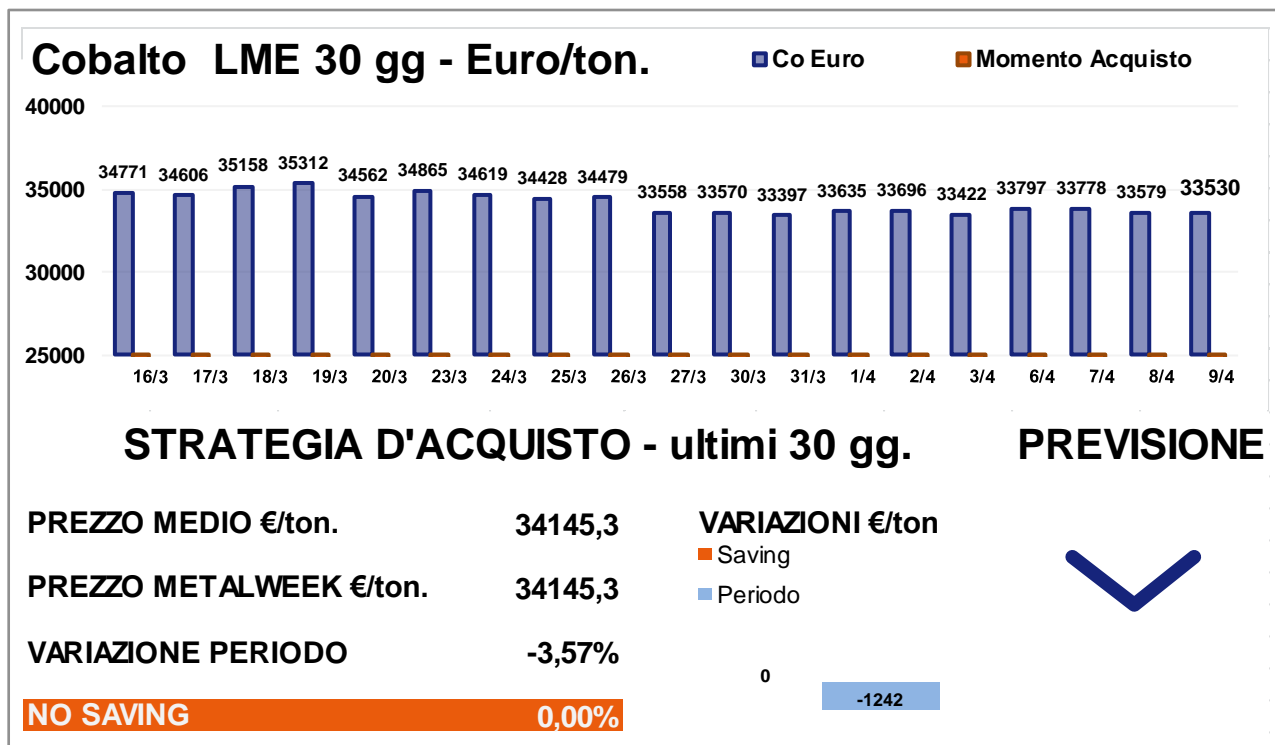 Cobalto LME 30 gg - Euro/ton.
Co Euro
Momento Acquisto
40000
35000
30000
25000
34771 34606 35158 35312 34562 34865 34619 34428 34479 33558 33570 33397 33635 33696 33422 33797 33778 33579 33530
16/3 17/3 18/3 19/3 20/3 23/3 24/3 25/3 26/3 27/3 30/3 31/3 1/4 2/4 3/4 6/4 7/4 8/4 9/4
STRATEGIA D'ACQUISTO - ultimi 30 gg.
PREVISIONE
PREZZO MEDIO €/ton. 34145,3
PREZZO METALWEEK €/ton. 34145,3
VARIAZIONE PERIODO -3,57%
NO SAVING 0,00%
VARIAZIONI €/ton
Saving
Periodo
0
-1242